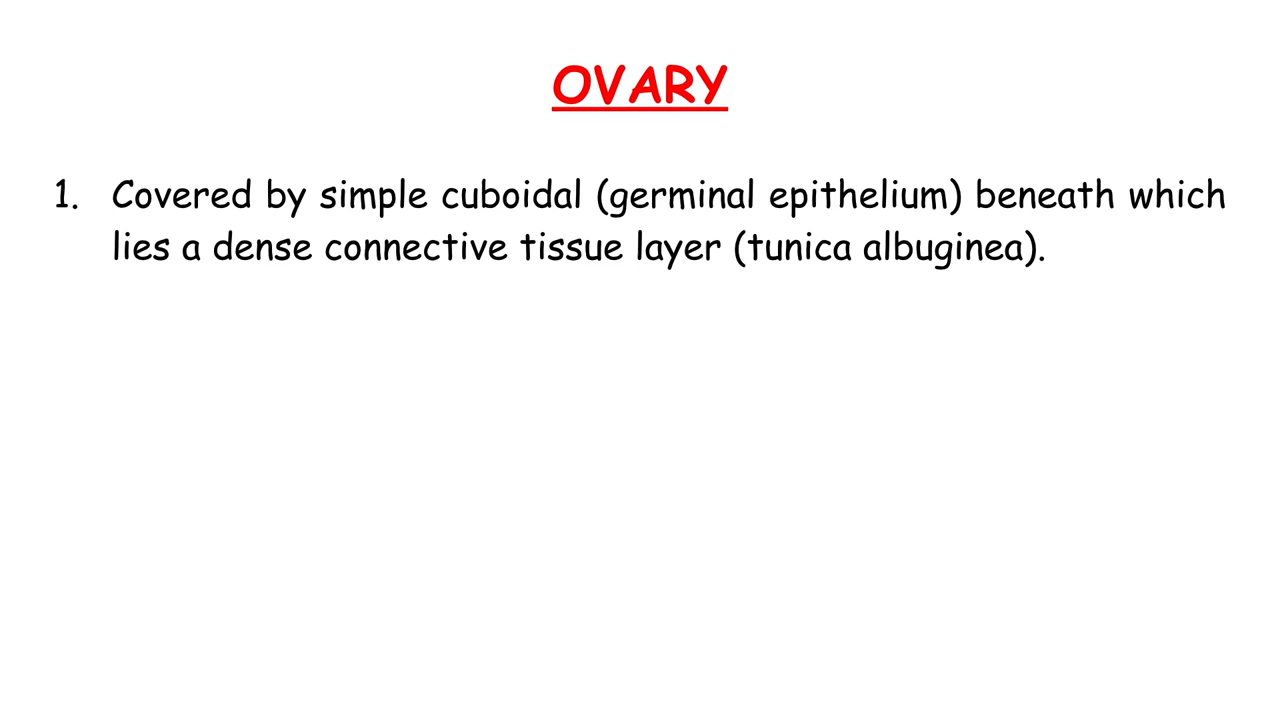 OVARY
1. Covered by simple cuboidal (germinal epithelium) beneath which
lies a dense connective tissue layer (tunica albuginea).